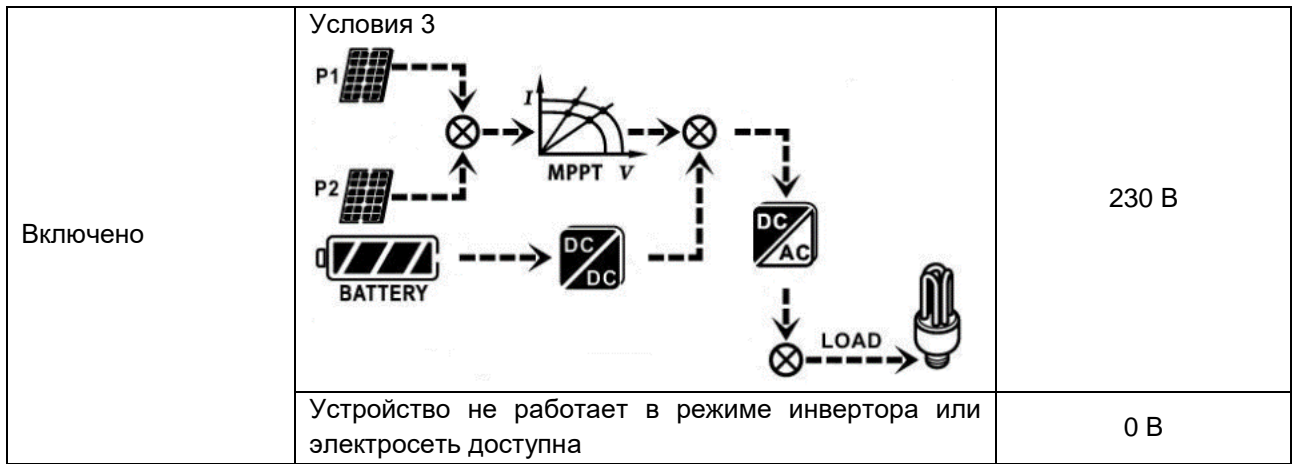 Условия 3
P1
I
MPPT V
P2
DC
DC
DC
AC
BATTERY
LOAD
Включено
230 В
Устройство не работает в режиме инвертора или
электросеть доступна
0 В